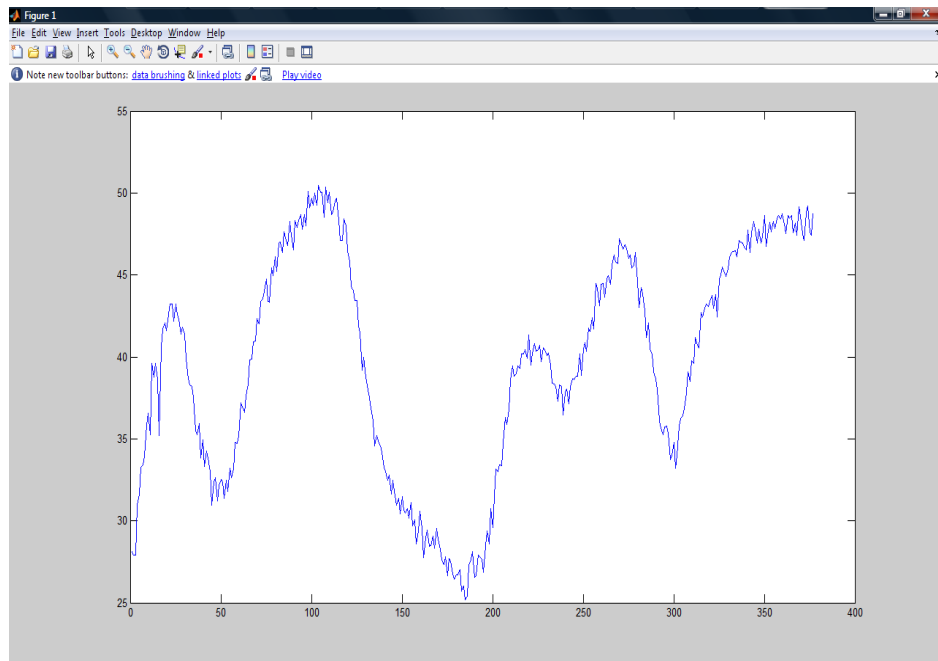 Figure 1
File Edit View Insert Tools Desktop Window Help
Note new toolbar buttons: data brushing & linked plots Play video
55
50
45
40
35
30
25
0 50 100 150 200 250 300 350 400